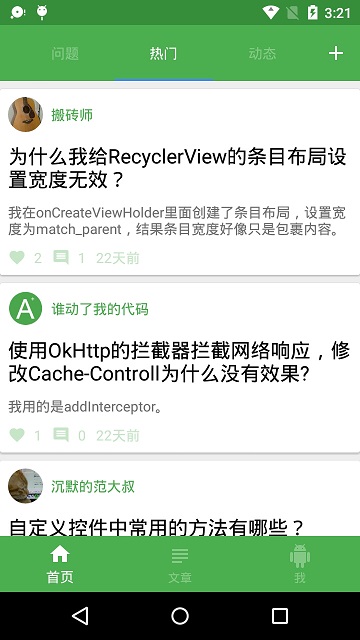 3:21
问题 热门 动态
搬砖师
为什么我给RecyclerView的条目布局设
置宽度无效？
我在onCreateViewHolder里面创建了条目布局，设置宽
度为match_parent，结果条目宽度好像只是包裹内容。
2 1 22天前
A+
谁动了我的代码
使用OkHttp的拦截器拦截网络响应，修
改Cache-Controll为什么没有效果?
我用的是addInterceptor。
1 0 22天前
沉默的范大叔
自定义控件中常用的方法有哪些？
首页 文章 我